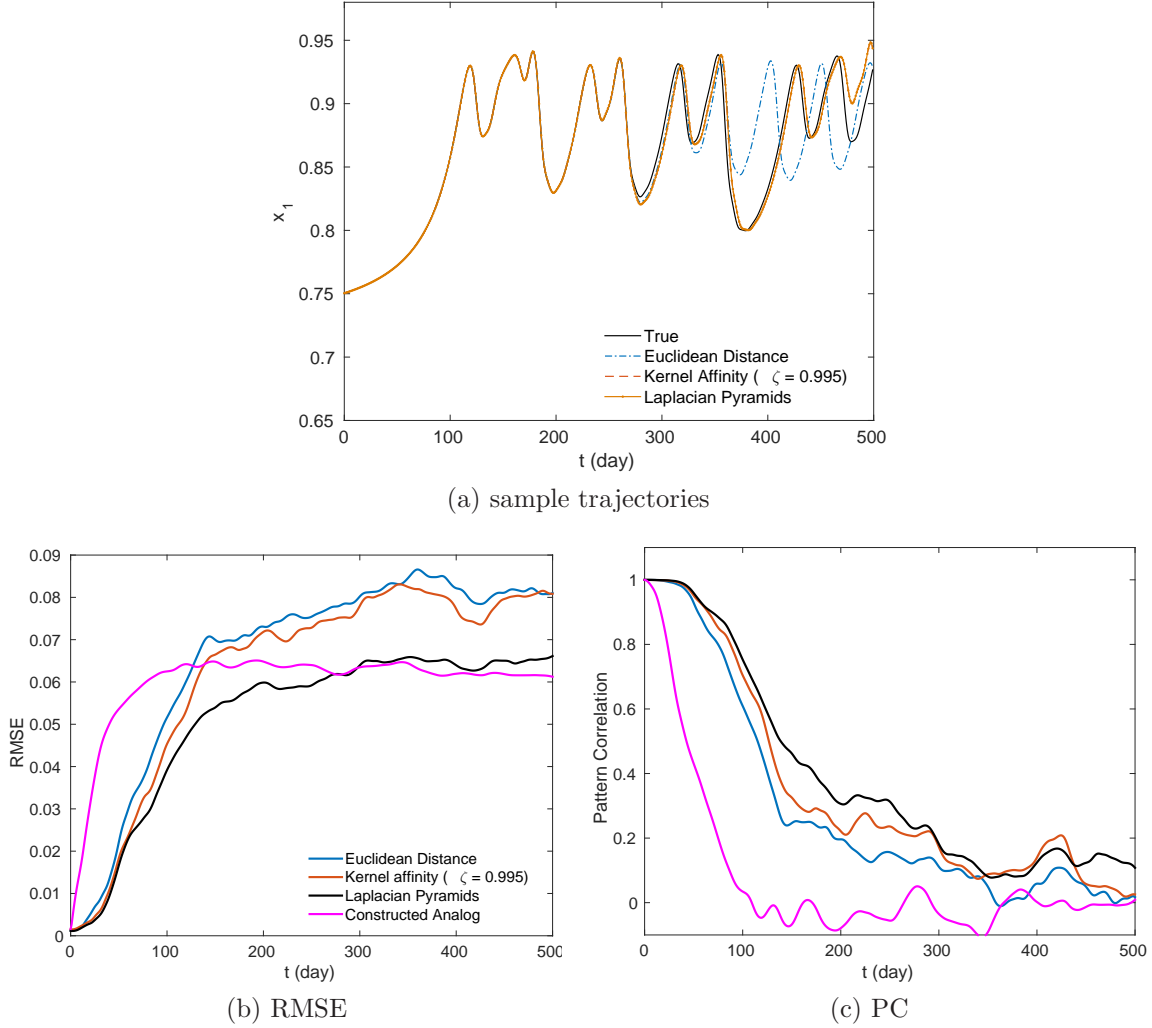 0.95
0.9
0.85
0.8
0.75
0.7
0.65
x₁
0 100 200 300 400 500
t (day)
True
Euclidean Distance
Kernel Affinity ( ζ = 0.995)
Laplacian Pyramids
(a) sample trajectories
0.09
0.08
0.07
0.06
0.05
0.04
0.03
0.02
0.01
0
RMSE
0 100 200 300 400 500
t (day)
Euclidean Distance
Kernel affinity ( ζ = 0.995)
Laplacian Pyramids
Constructed Analog
(b) RMSE
1
0.8
0.6
0.4
0.2
0
Pattern Correlation
0 100 200 300 400 500
t (day)
(c) PC